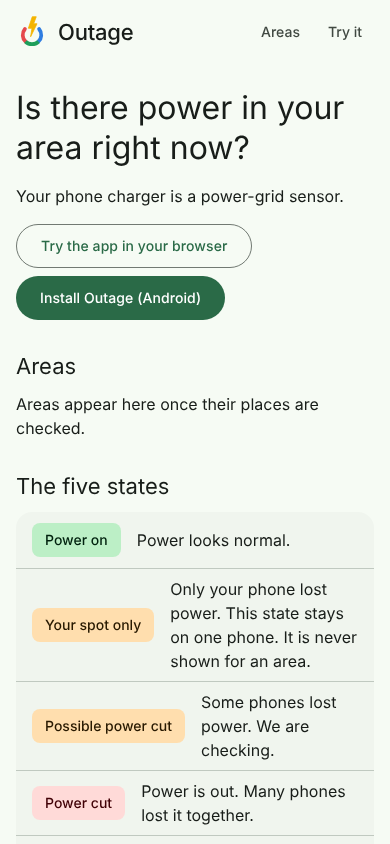 Outage
Areas
Try it
Is there power in your
area right now?
Your phone charger is a power-grid sensor.
Try the app in your browser
Install Outage (Android)
Areas
Areas appear here once their places are
checked.
The five states
Power on
Power looks normal.
Your spot only
Only your phone lost
power. This state stays
on one phone. It is never
shown for an area.
Possible power cut
Some phones lost
power. We are
checking.
Power cut
Power is out. Many phones
lost it together.